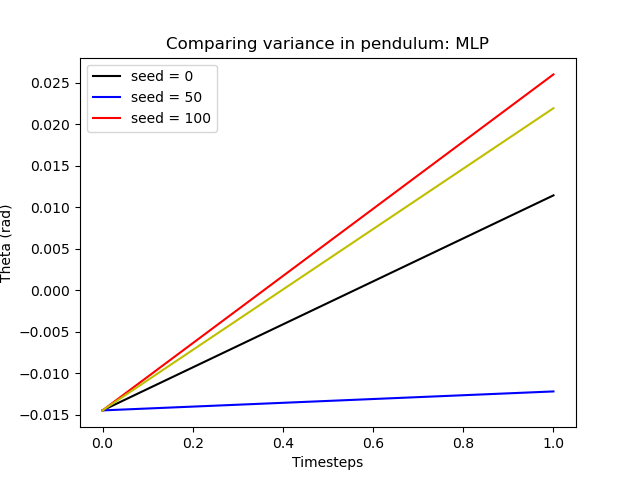 Comparing variance in pendulum: MLP
seed = 0
seed = 50
seed = 100
0.025
0.020
0.015
0.010
0.005
0.000
−0.005
−0.010
−0.015
Theta (rad)
0.0 0.2 0.4 0.6 0.8 1.0
Timesteps